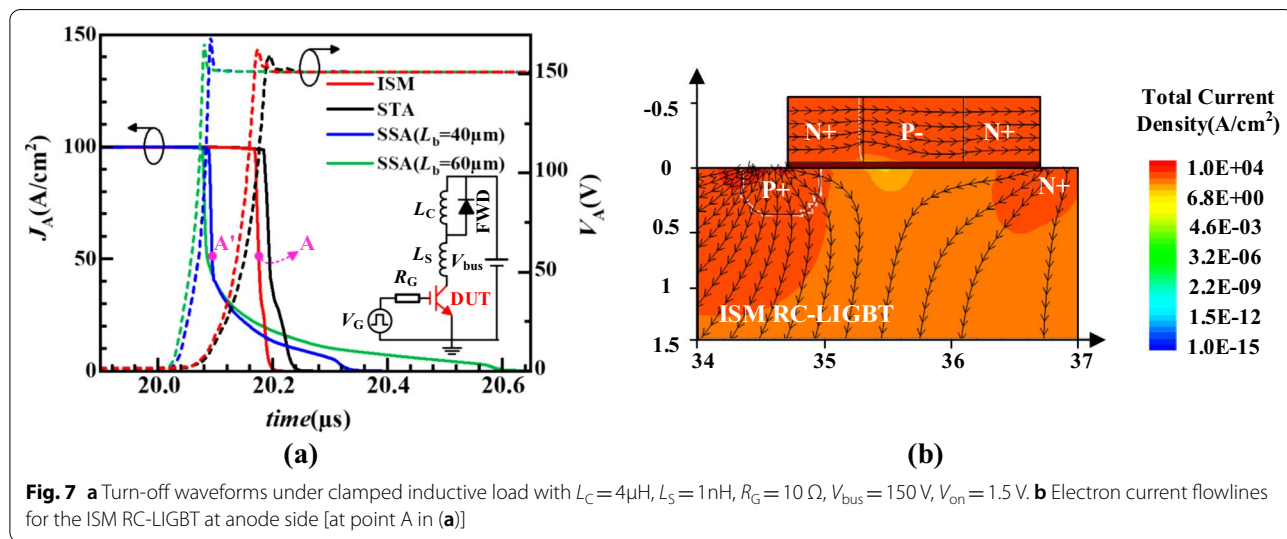 150
120
90
60
30
0
J_A(A/cm²)
150
100
50
0
V_A(V)
ISM
STA
SSA(L_b=40μm)
SSA(L_b=60μm)
A'
A
L_C
FWD
L_S
V_bus
R_G
DUT
V_G
20.0
20.2
20.4
20.6
time(μs)
(a)
-0.5
0
0.5
1
1.5
N+
P-
N+
P+
N+
ISM RC-LIGBT
34
35
36
37
(b)
Total Current
Density(A/cm²)
1.0E+04
6.8E+00
4.6E-03
3.2E-06
2.2E-09
1.5E-12
1.0E-15
Fig. 7 a Turn-off waveforms under clamped inductive load with L_C = 4μH, L_S = 1nH, R_G = 10 Ω, V_bus = 150 V, V_on = 1.5 V. b Electron current flowlines
for the ISM RC-LIGBT at anode side [at point A in (a)]